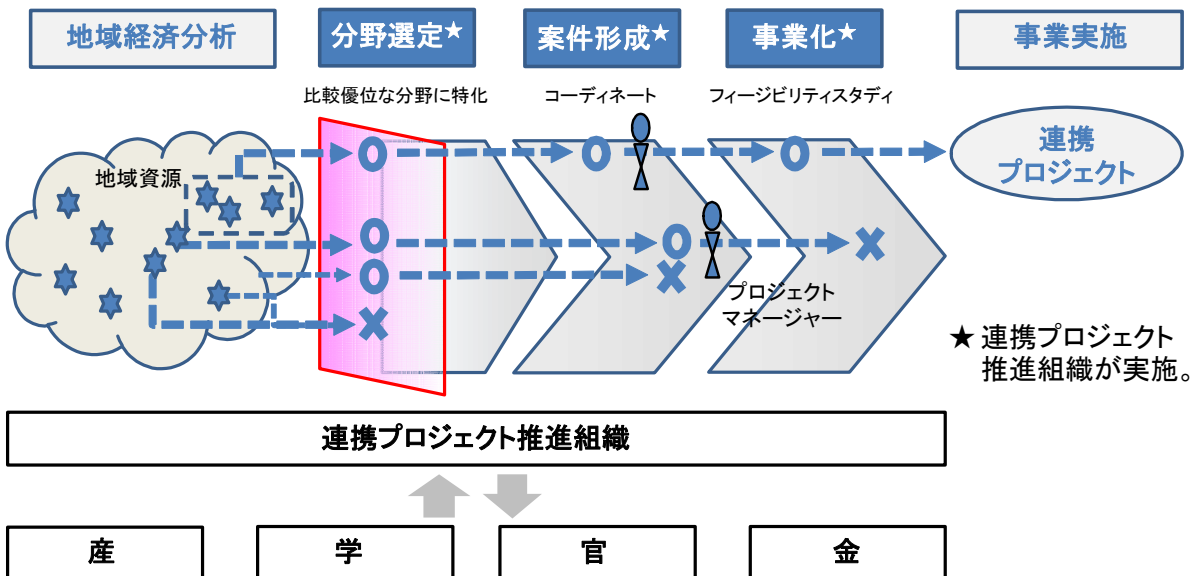 地域経済分析
分野選定★
案件形成★
事業化★
事業実施
比較優位な分野に特化
コーディネート
フィージビリティスタディ
地域資源
連携
プロジェクト
プロジェクト
マネージャー
★ 連携プロジェクト
推進組織が実施。
連携プロジェクト推進組織
産
学
官
金